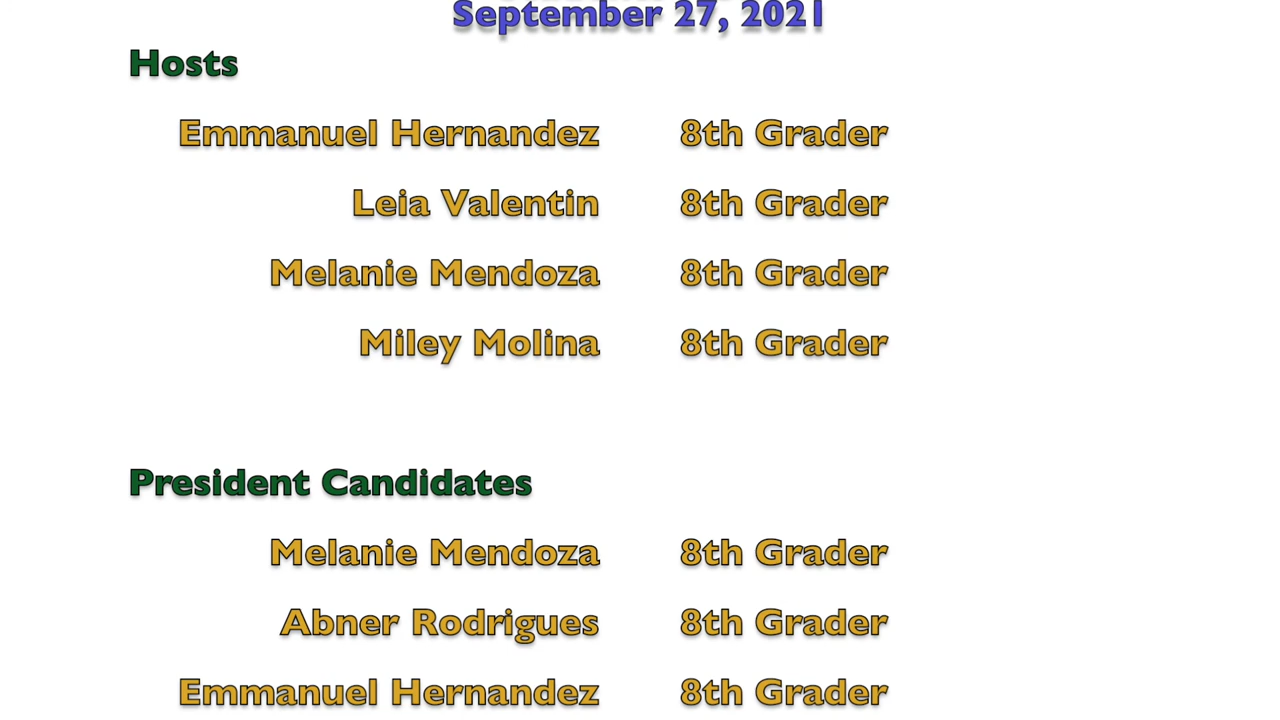 September 27, 2021
Hosts
Emmanuel Hernandez 8th Grader
Leia Valentin 8th Grader
Melanie Mendoza 8th Grader
Miley Molina 8th Grader
President Candidates
Melanie Mendoza 8th Grader
Abner Rodrigues 8th Grader
Emmanuel Hernandez 8th Grader